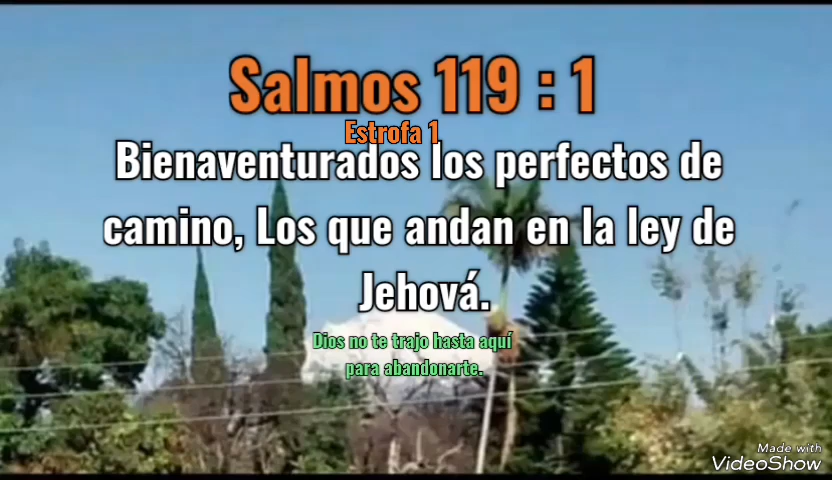 Salmos 119 : 1
Estrofa 1
Bienaventurados los perfectos de
camino, Los que andan en la ley de
Jehová.
Dios no te trajo hasta aquí
para abandonarte.
Made with
VideoShow